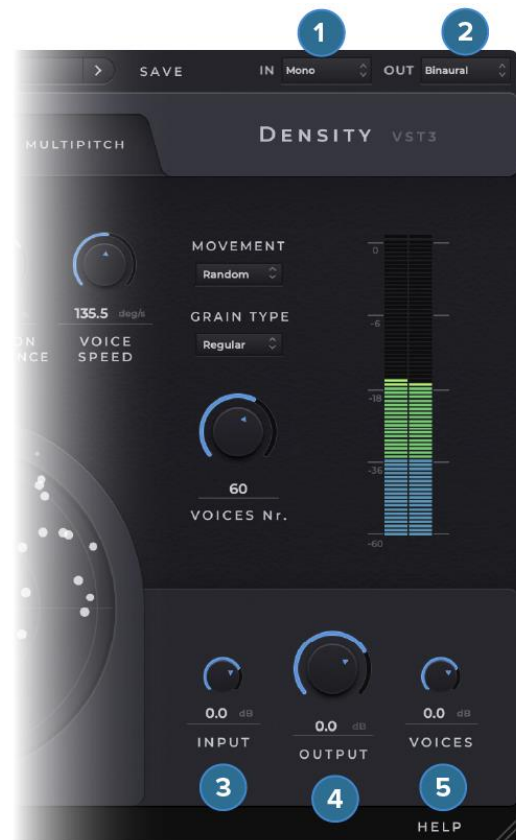 1
2
SAVE
IN Mono
OUT Binaural
MULTIPITCH
DENSITY VST3
MOVEMENT
Random
135.5 deg/s
VOICE
SPEED
ON
NCE
GRAIN TYPE
Regular
60
VOICES Nr.
0
-6
-18
-36
-60
0.0 dB
INPUT
0.0 dB
OUTPUT
0.0 dB
VOICES
3
4
5
HELP